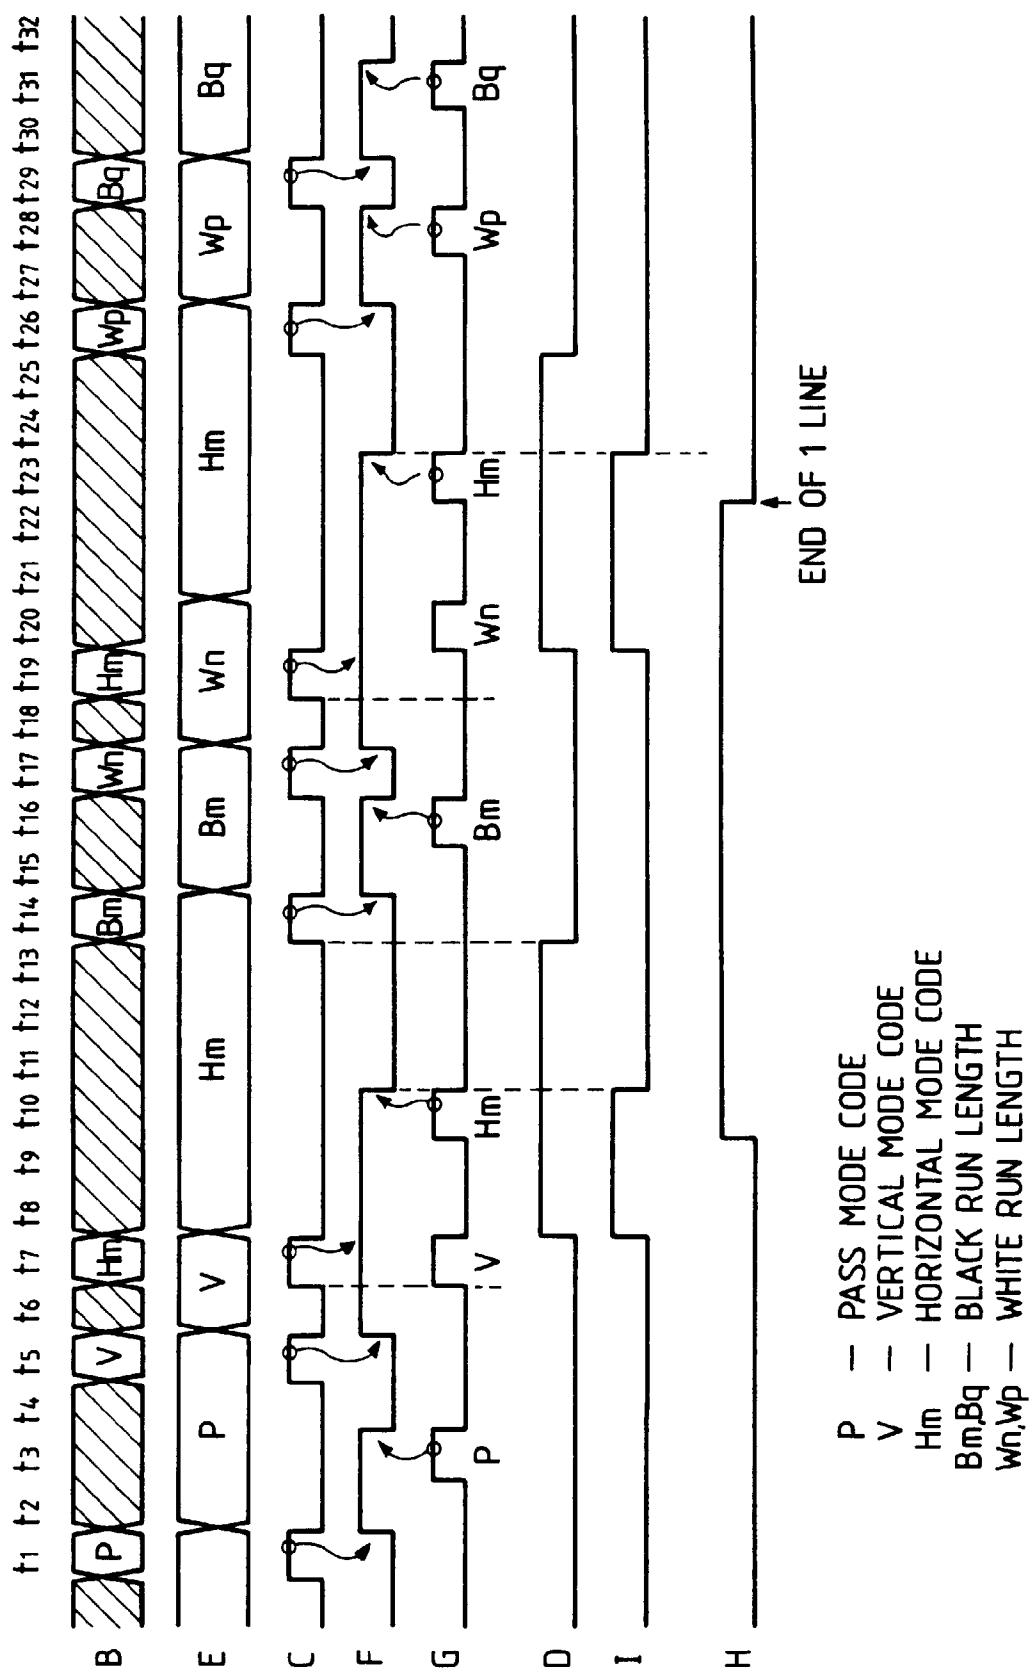 t1 t2 t3 t4 t5 t6 t7 t8 t9 t10 t11 t12 t13 t14 t15 t16 t17 t18 t19 t20 t21 t22 t23 t24 t25 t26 t27 t28 t29 t30 t31 t32
B P V Hm Bm Wn Hm Wp Bq
E P V Hm Bm Wn Hm Wp Bq
C
F
G P V Hm Bm Wn Hm Wp Bq
D
I
H
END OF 1 LINE
P — PASS MODE CODE
V — VERTICAL MODE CODE
Hm — HORIZONTAL MODE CODE
Bm,Bq — BLACK RUN LENGTH
Wn,Wp — WHITE RUN LENGTH